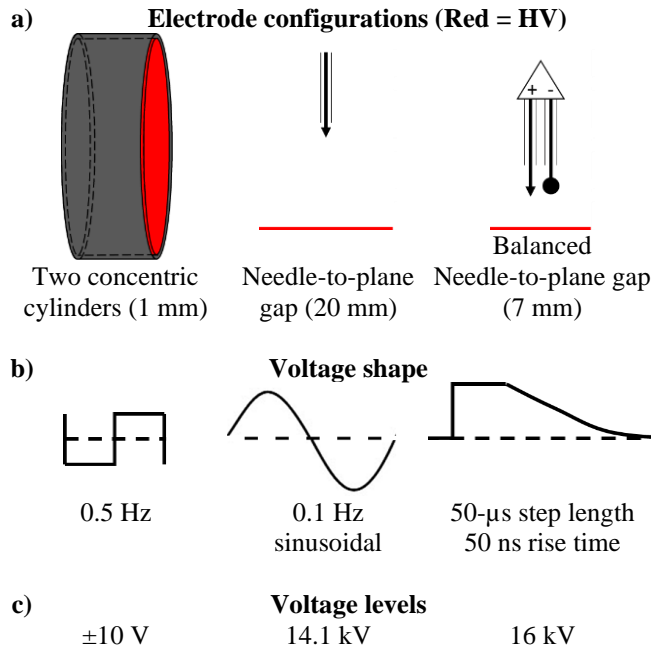 a) Electrode configurations (Red = HV)
+ -
Two concentric
cylinders (1 mm)
Needle-to-plane
gap (20 mm)
Balanced
Needle-to-plane gap
(7 mm)
b) Voltage shape
0.5 Hz
0.1 Hz
sinusoidal
50-μs step length
50 ns rise time
c) Voltage levels
±10 V
14.1 kV
16 kV